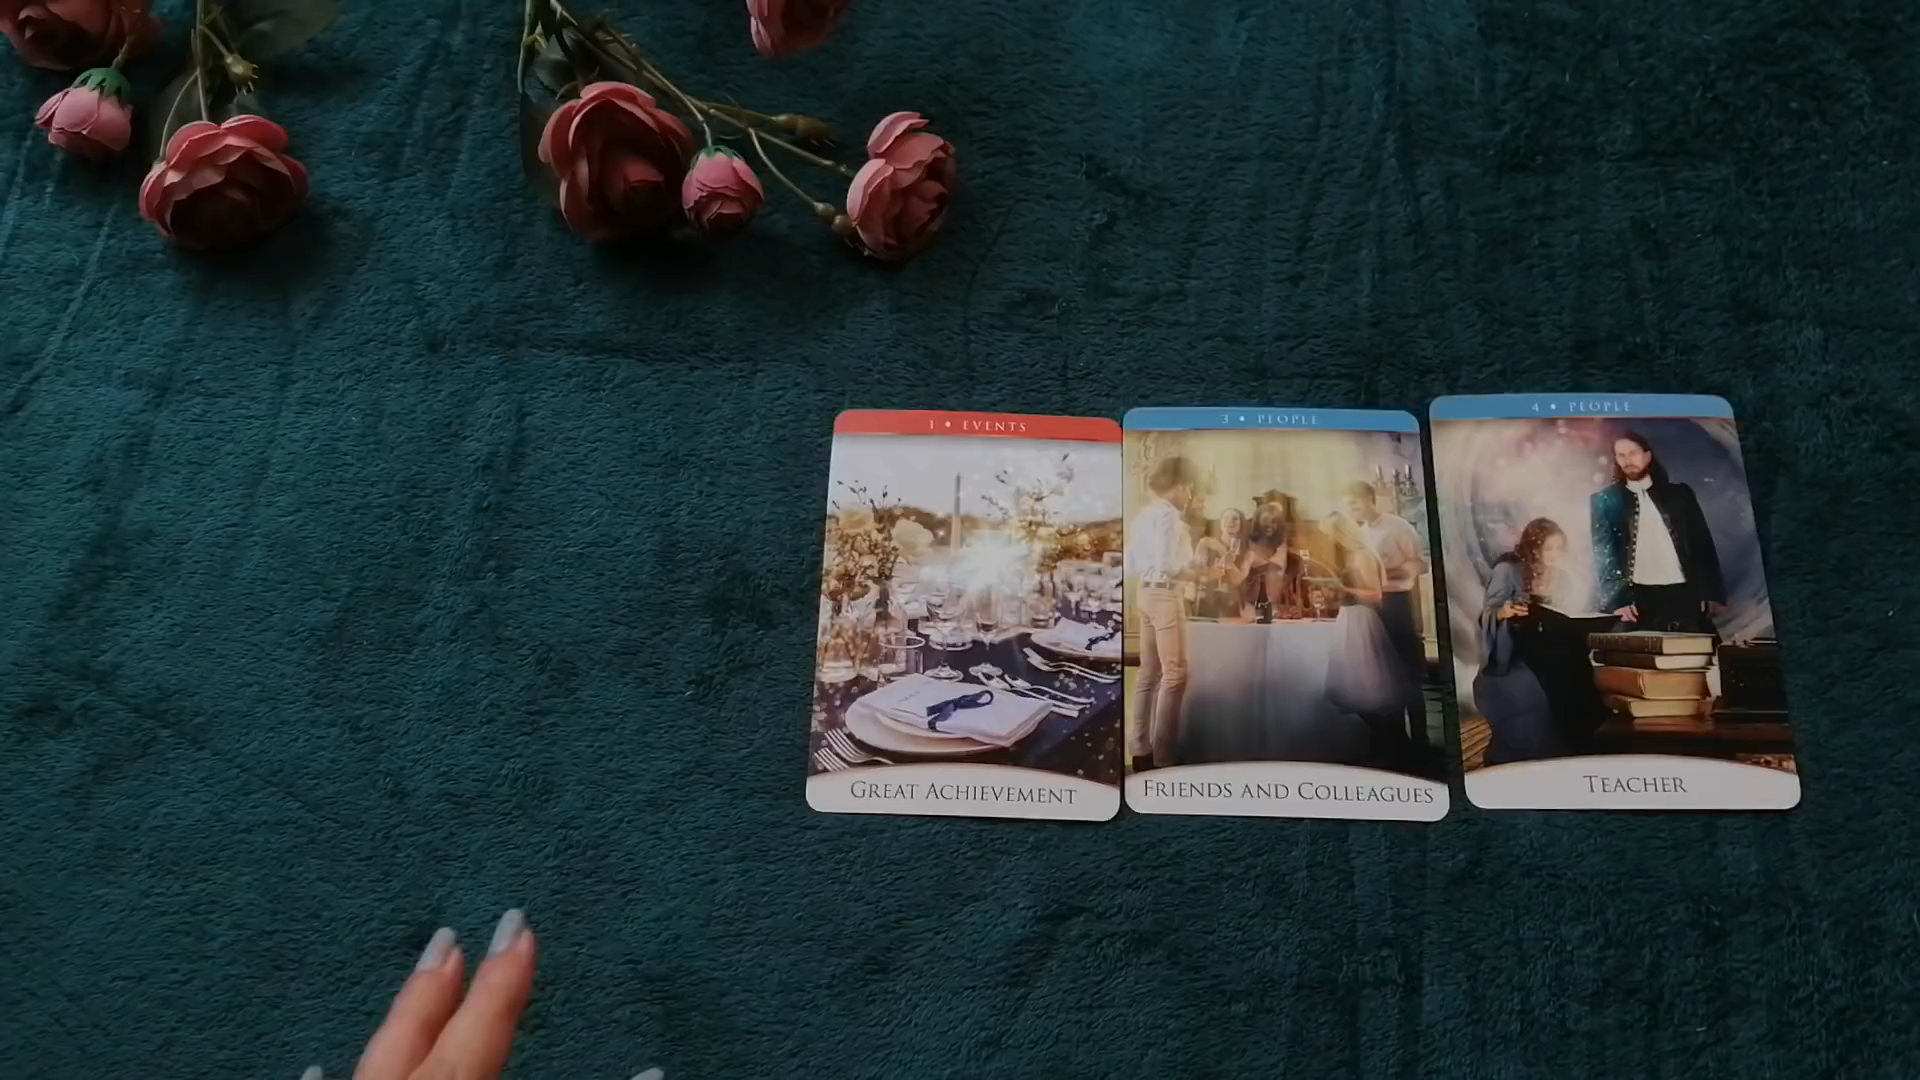 1 • EVENTS
GREAT ACHIEVEMENT
3 • PEOPLE
FRIENDS AND COLLEAGUES
4 • PEOPLE
TEACHER